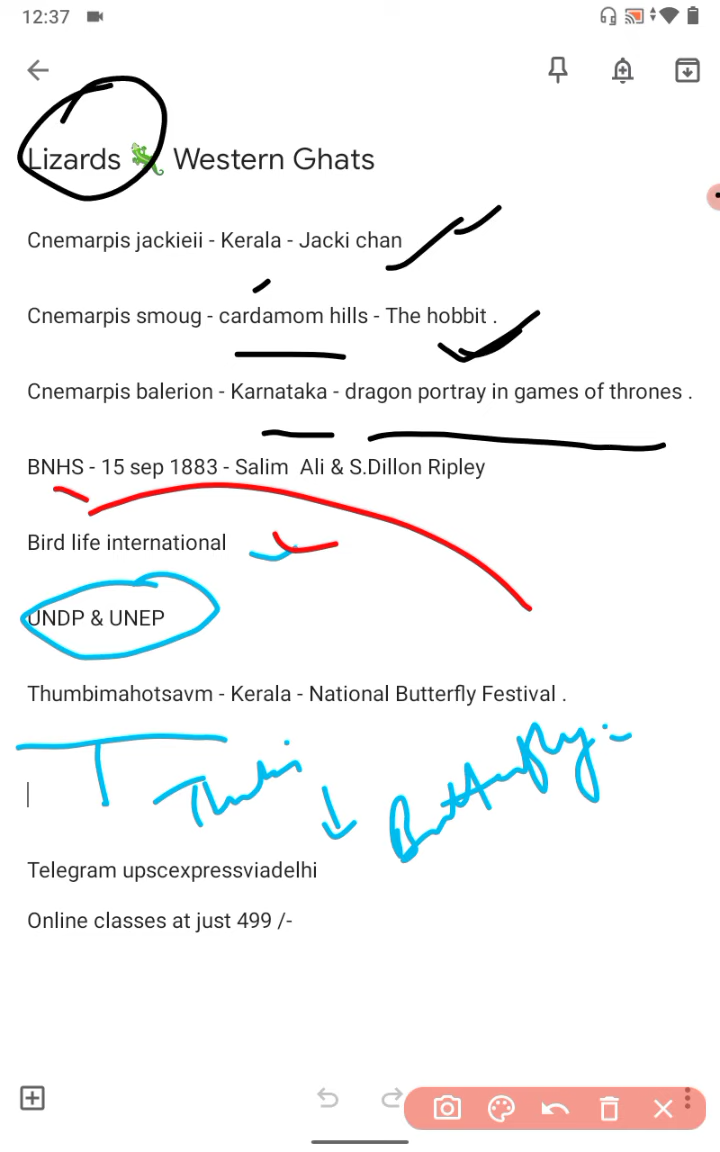 12:37
Lizards 🦎 Western Ghats
Cnemarpis jackieii - Kerala - Jacki chan
Cnemarpis smoug - cardamom hills - The hobbit .
Cnemarpis balerion - Karnataka - dragon portray in games of thrones .
BNHS - 15 sep 1883 - Salim Ali & S.Dillon Ripley
Bird life international
UNDP & UNEP
Thumbimahotsavm - Kerala - National Butterfly Festival .
T
Butterfly :-
Telegram upscexpressviadelhi
Online classes at just 499 /-